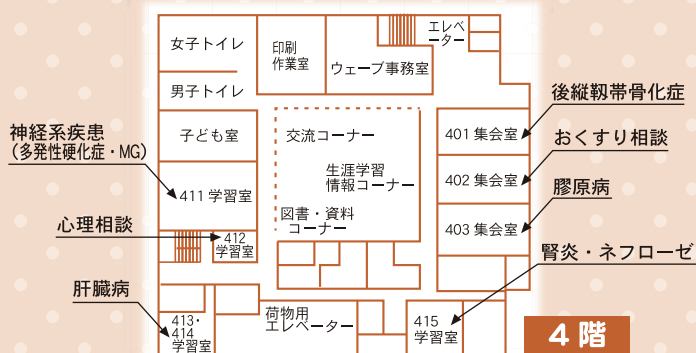 女子トイレ
印刷
作業室
ウェーブ事務室
エレベ
ーター
男子トイレ
後縦靱帯骨化症
神経系疾患
（多発性硬化症・MG）
子ども室
交流コーナー
401 集会室
おくすり相談
411 学習室
生涯学習
情報コーナー
402 集会室
膠原病
心理相談
図書・資料
コーナー
403 集会室
412
学習室
腎炎・ネフローゼ
肝臓病
413・
414
学習室
荷物用
エレベーター
415
学習室
4 階